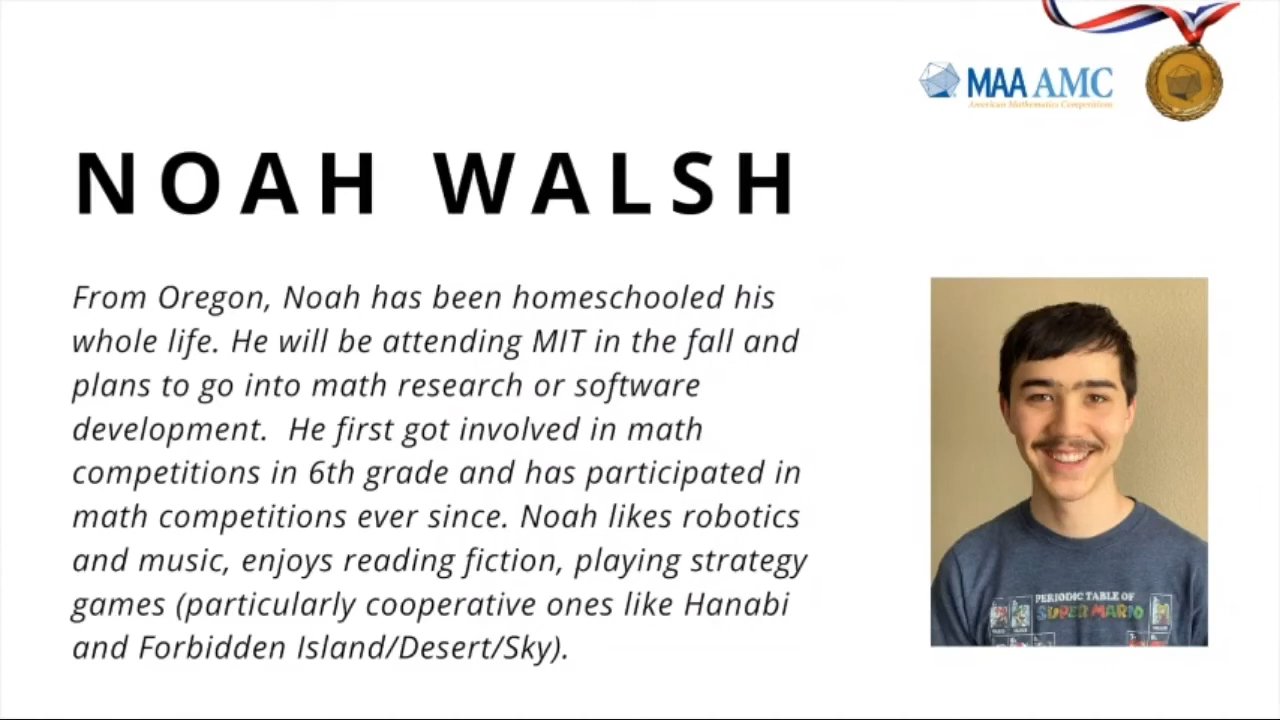 MAA AMC
American Mathematics Competitions
NOAH WALSH
From Oregon, Noah has been homeschooled his
whole life. He will be attending MIT in the fall and
plans to go into math research or software
development.  He first got involved in math
competitions in 6th grade and has participated in
math competitions ever since. Noah likes robotics
and music, enjoys reading fiction, playing strategy
games (particularly cooperative ones like Hanabi
and Forbidden Island/Desert/Sky).
PERIODIC TABLE OF
SUPER MARIO